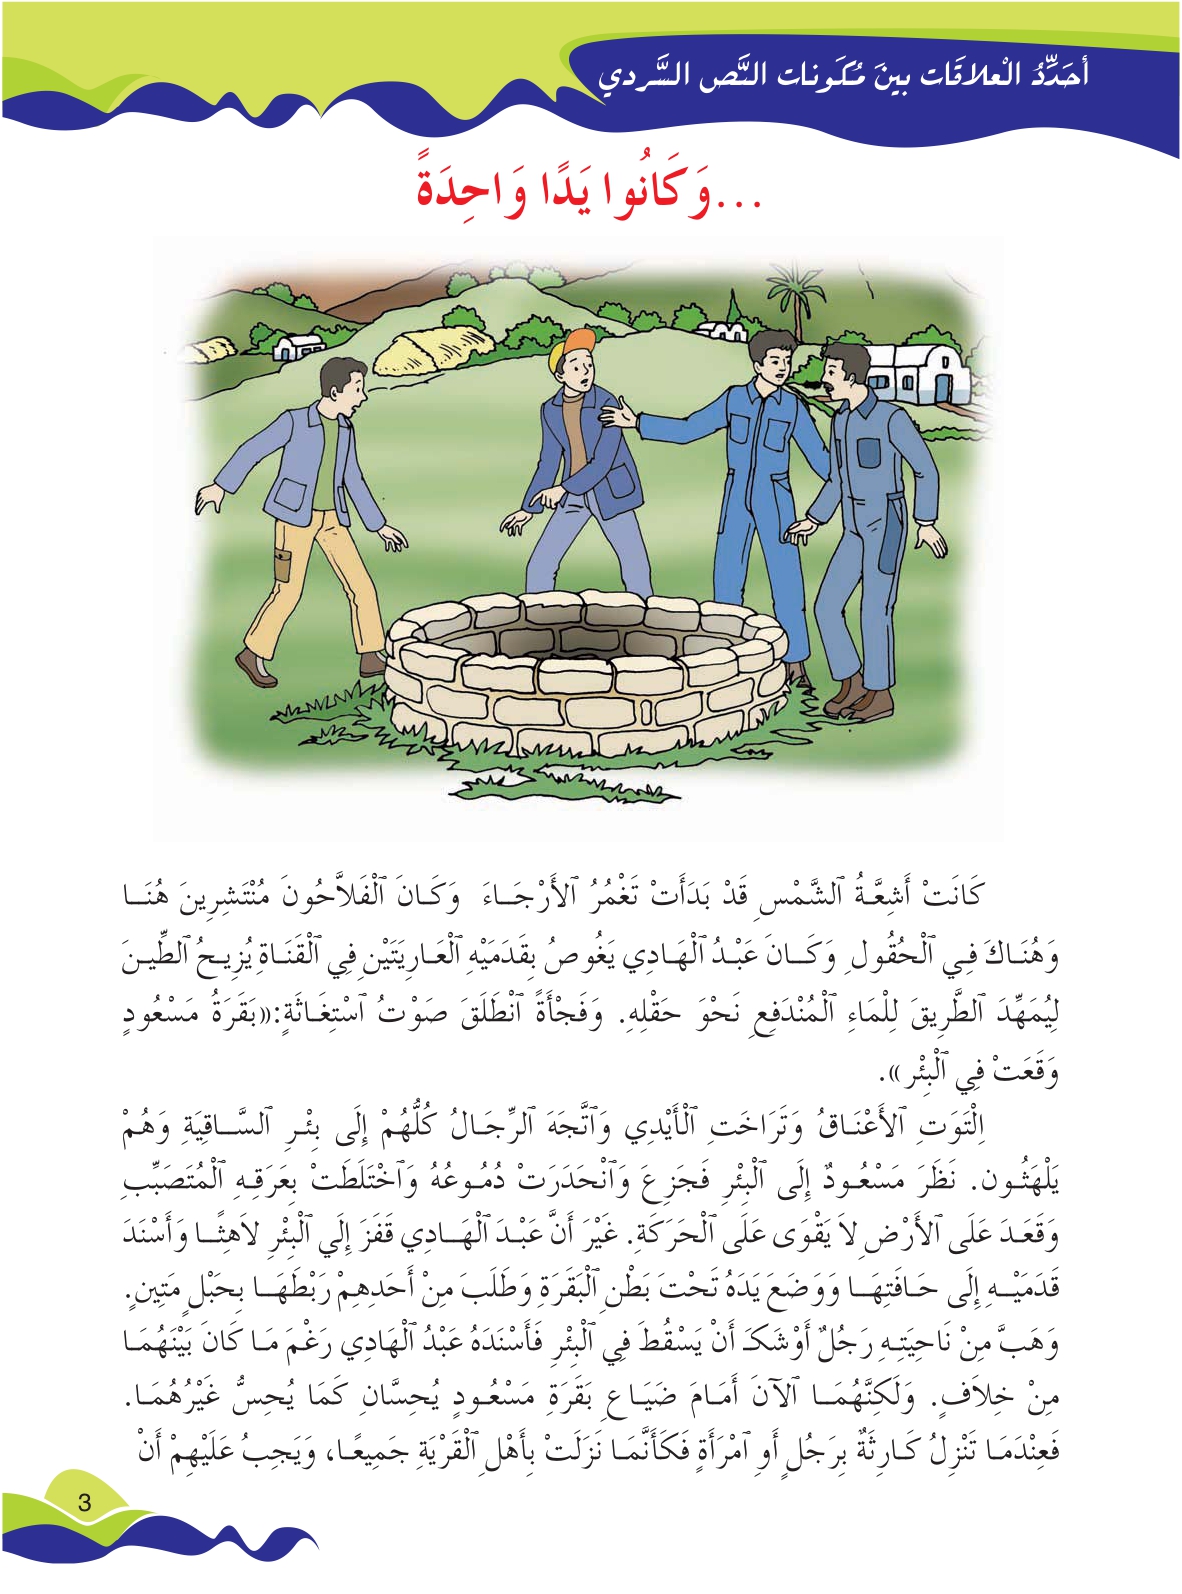 أحَدِّدُ الْعلاقَات بينَ مُكَونات النَّص السَّردي
...وَكَانُوا يَدًا وَاحِدَةً
كَانَتْ أَشِعَّةُ ٱلشَّمْسِ قَدْ بَدَأَتْ تَغْمُرُ ٱلأَرْجَاءَ وَكَانَ ٱلْفَلاَّحُونَ مُنْتَشِرِينَ هُنَا
وَهُنَاكَ فِي ٱلْحُقُولِ وَكَانَ عَبْدُ ٱلْهَادِي يَغُوصُ بِقَدَمَيْهِ ٱلْعَارِيَتَيْنِ فِي ٱلْقَنَاةِ يُزِيحُ ٱلطِّينَ
لِيُمَهِّدَ ٱلطَّرِيقَ لِلْمَاءِ ٱلْمُنْدَفِعِ نَحْوَ حَقْلِهِ. وَفَجْأَةً ٱنْطَلَقَ صَوْتُ ٱسْتِغَاثَةٍ:«بَقَرَةُ مَسْعُودٍ
وَقَعَتْ فِي ٱلْبِئْرِ».
اِلْتَوَتِ ٱلأَعْنَاقُ وَتَرَاخَتِ ٱلْأَيْدِي وَٱتَّجَهَ ٱلرِّجَالُ كُلُّهُمْ إِلَى بِئْرِ ٱلسَّاقِيَةِ وَهُمْ
يَلْهَثُون. نَظَرَ مَسْعُودٌ إِلَى ٱلْبِئْرِ فَجَزِعَ وَٱنْحَدَرَتْ دُمُوعُهُ وَٱخْتَلَطَتْ بِعَرَقِهِ ٱلْمُتَصَبِّبِ
وَقَعَدَ عَلَى ٱلأَرْضِ لاَ يَقْوَى عَلَى ٱلْحَرَكَةِ. غَيْرَ أَنَّ عَبْدَ ٱلْهَادِي قَفَزَ إِلَي ٱلْبِئْرِ لاَهِثًا وَأَسْنَدَ
قَدَمَيْهِ إِلَى حَافَتِهَا وَوَضَعَ يَدَهُ تَحْتَ بَطْنِ ٱلْبَقَرَةِ وَطَلَبَ مِنْ أَحَدِهِمْ رَبْطَهَا بِحَبْلٍ مَتِينٍ.
وَهَبَّ مِنْ نَاحِيَتِهِ رَجُلٌ أَوْشَكَ أَنْ يَسْقُطَ فِي ٱلْبِئْرِ فَأَسْنَدَهُ عَبْدُ ٱلْهَادِي رَغْمَ مَا كَانَ بَيْنَهُمَا
مِنْ خِلاَفٍ. وَلَكِنَّهُمَا ٱلآنَ أَمَامَ ضَيَاعِ بَقَرَةِ مَسْعُودٍ يُحِسَّانِ كَمَا يُحِسُّ غَيْرُهُمَا.
فَعِنْدَمَا تَنْزِلُ كَارِثَةٌ بِرَجُلٍ أَوِ ٱمْرَأَةٍ فَكَأَنَّمَا نَزَلَتْ بِأَهْلِ ٱلْقَرْيَةِ جَمِيعًا، وَيَجِبُ عَلَيْهِمْ أَنْ
3